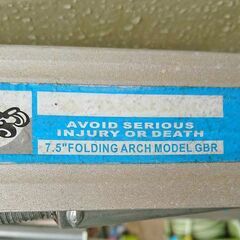 AVOID SERIOUS
INJURY OR DEATH
7.5" FOLDING ARCH MODEL GBR